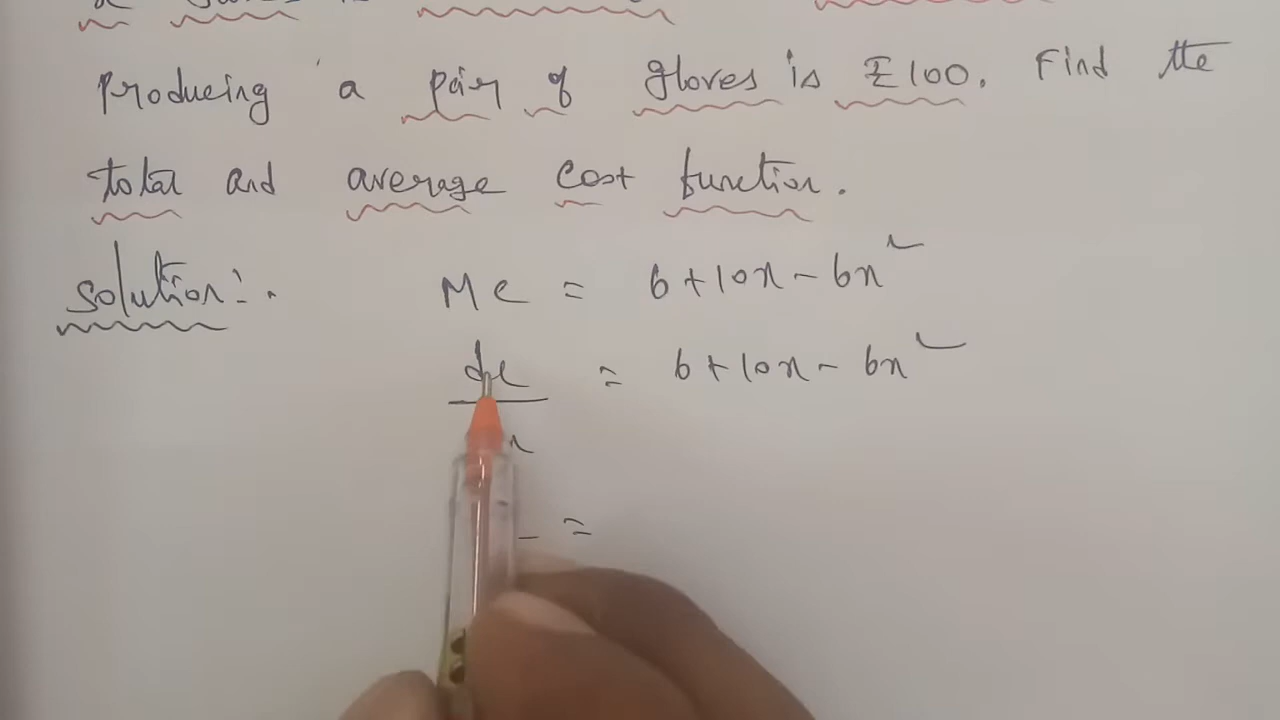 Producing a pair of gloves is ₹100. Find the
total and average cost function.
Solution:.
MC = 6+10x-6x²
dc = 6+10x-6x²
x
=